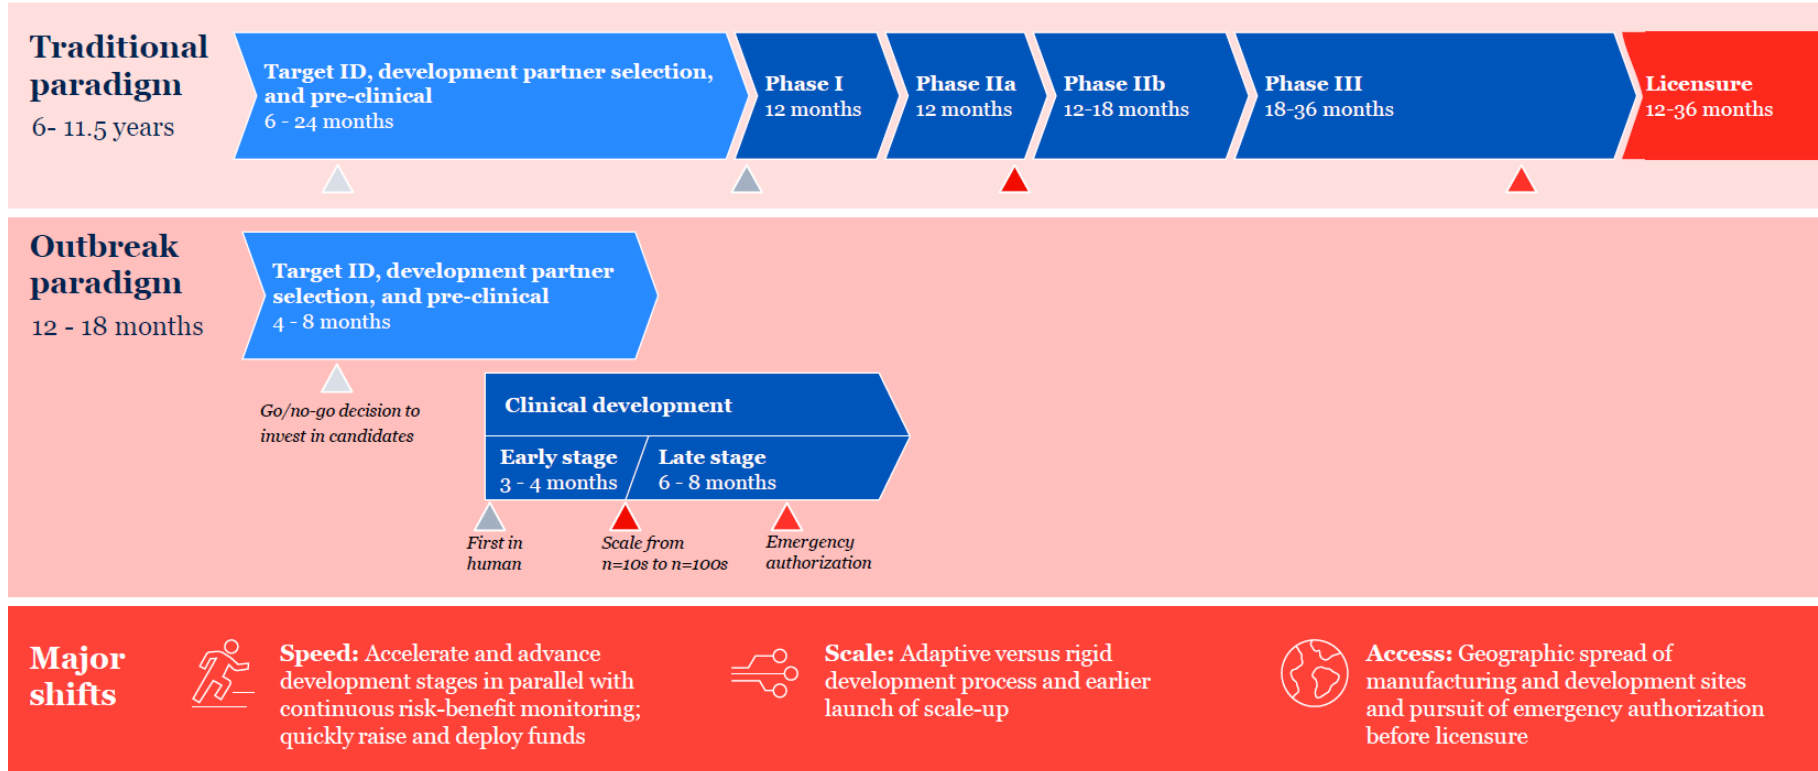 Traditional
paradigm
6- 11.5 years
Target ID, development partner selection,
and pre-clinical
6 - 24 months
Phase I
12 months
Phase IIa
12 months
Phase IIb
12-18 months
Phase III
18-36 months
Licensure
12-36 months
Outbreak
paradigm
12 - 18 months
Target ID, development partner
selection, and pre-clinical
4 - 8 months
Go/no-go decision to
invest in candidates
Clinical development
Early stage
3 - 4 months
Late stage
6 - 8 months
First in
human
Scale from
n=10s to n=100s
Emergency
authorization
Major
shifts
Speed: Accelerate and advance
development stages in parallel with
continuous risk-benefit monitoring;
quickly raise and deploy funds
Scale: Adaptive versus rigid
development process and earlier
launch of scale-up
Access: Geographic spread of
manufacturing and development sites
and pursuit of emergency authorization
before licensure